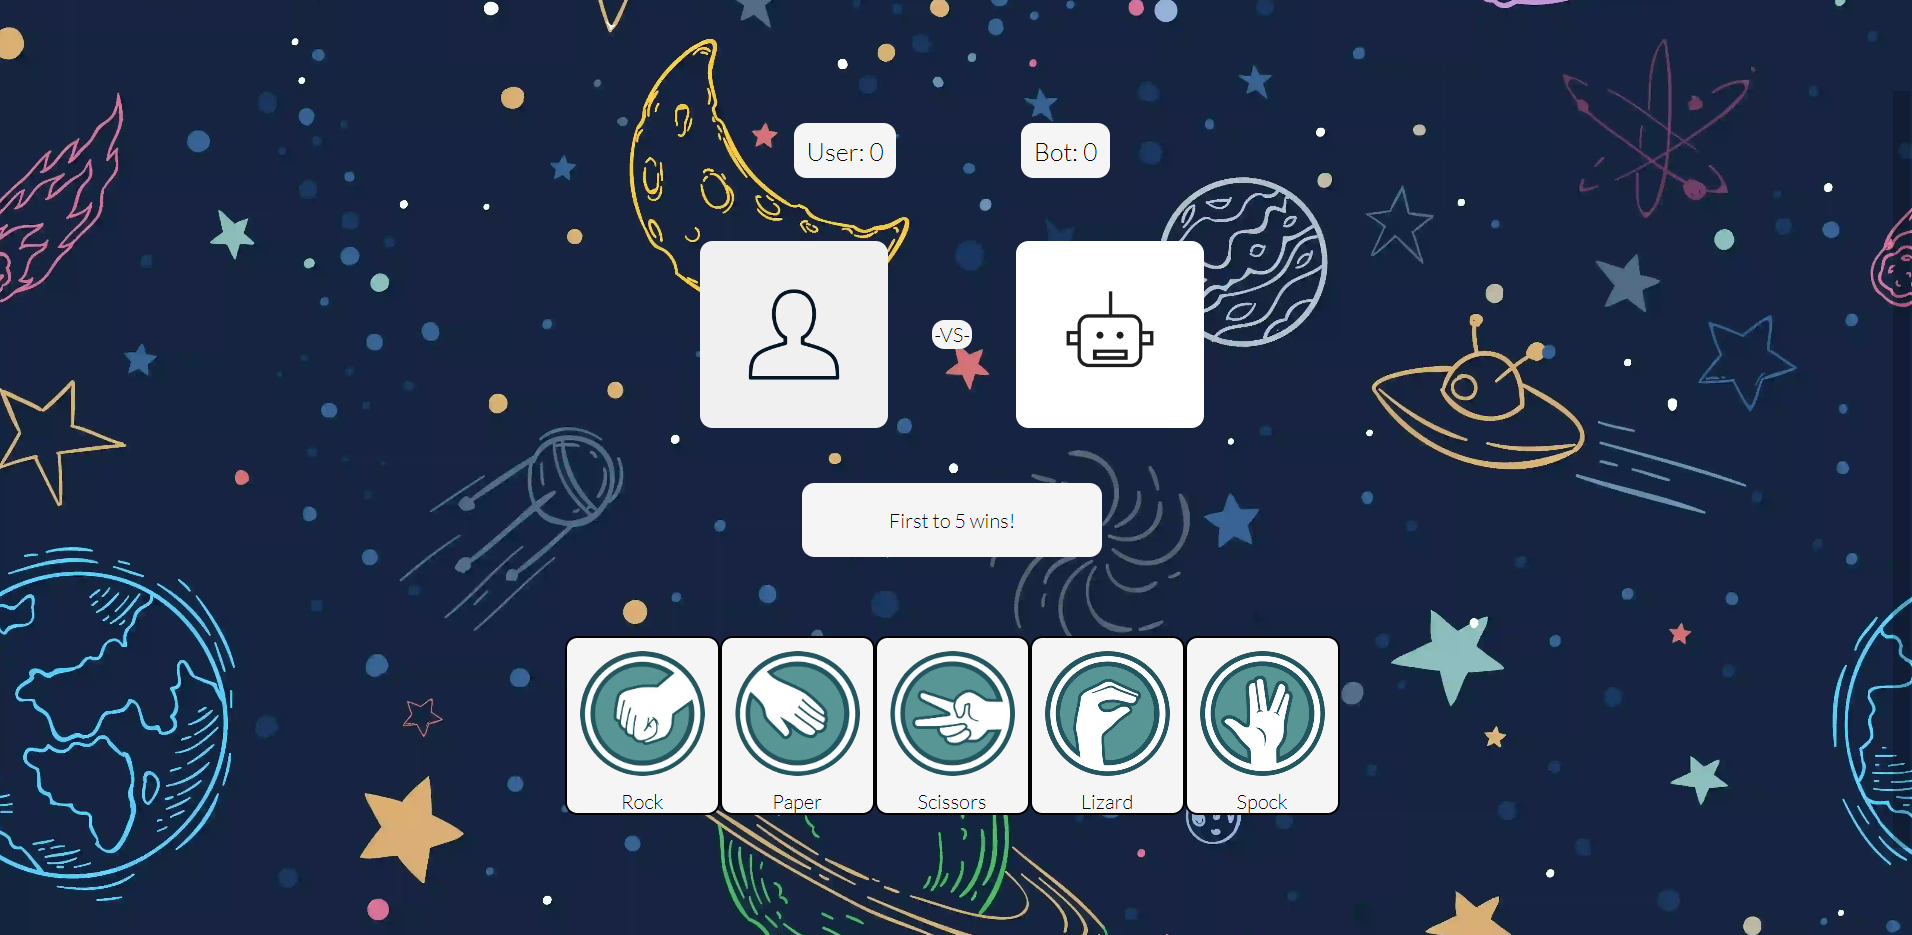 User: 0
Bot: 0
-VS-
First to 5 wins!
Rock
Paper
Scissors
Lizard
Spock